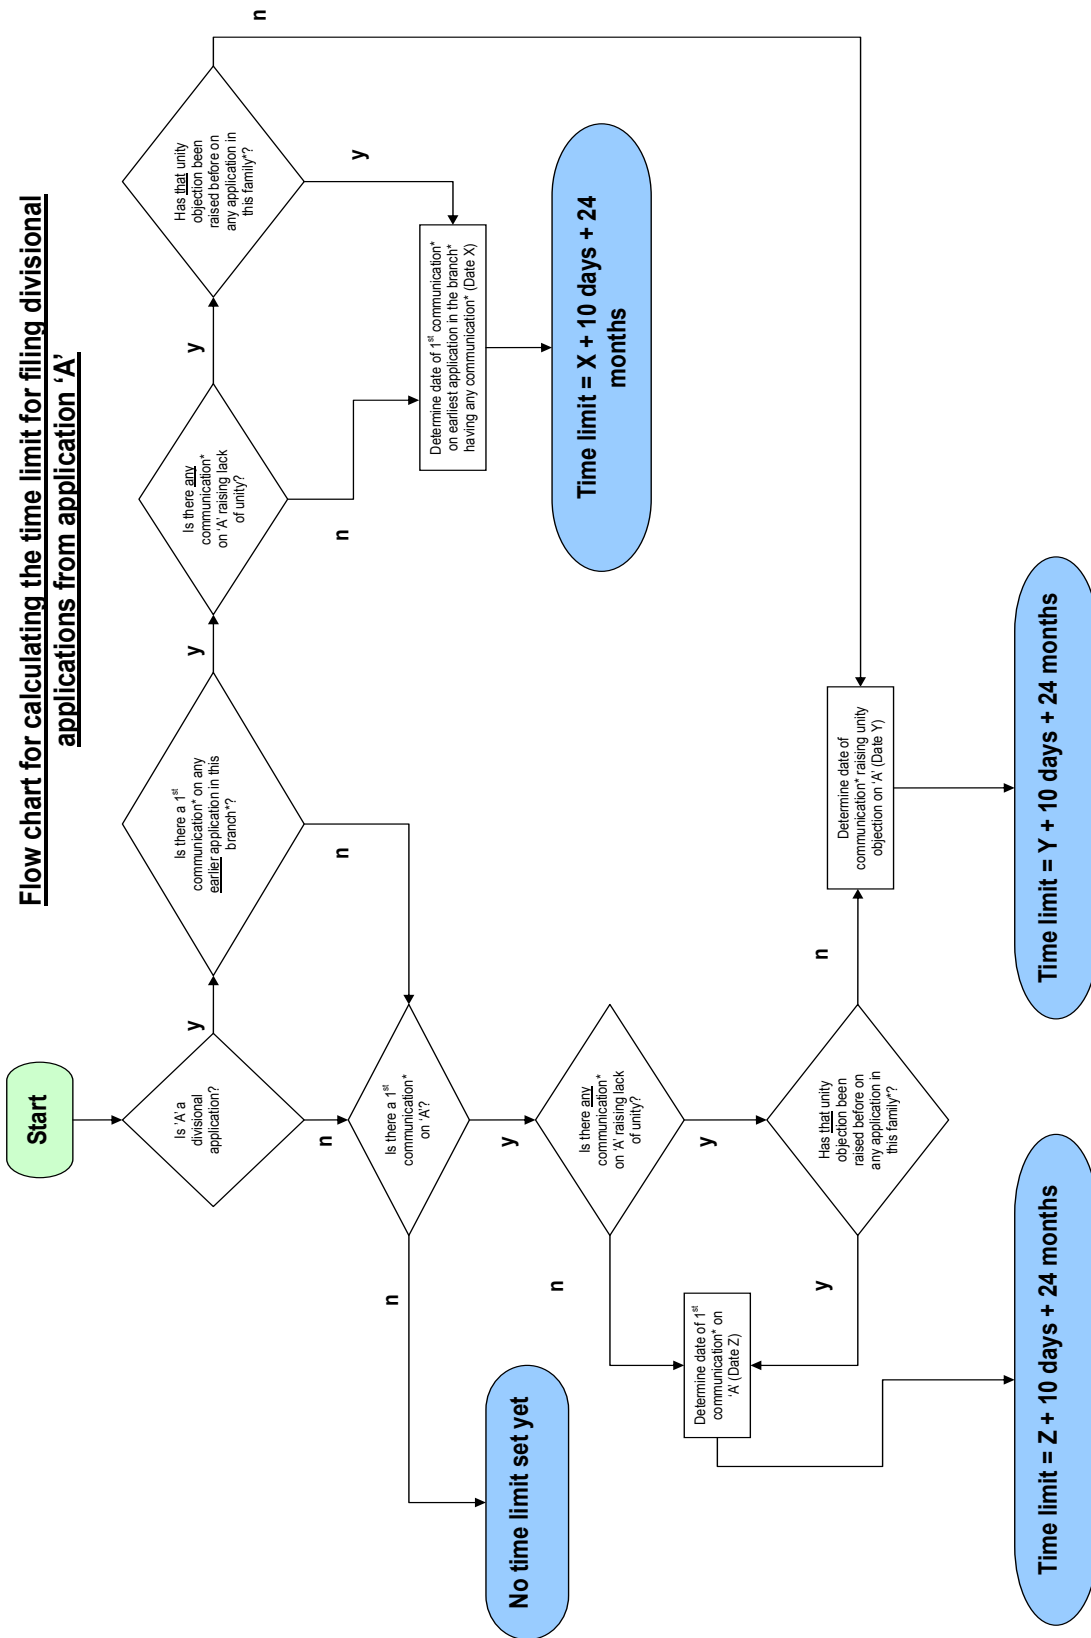 Flow chart for calculating the time limit for filing divisional
applications from application ‘A’
Start
Is ‘A’ a
divisional
application?
y
n
Is there a 1st
communication* on any
earlier application in this
branch*?
y
n
Is there any
communication*
on ‘A’ raising lack
of unity?
y
n
Has that unity
objection been
raised before on
any application in
this family*?
n
y
Determine date of 1st communication*
on earliest application in the branch*
having any communication* (Date X)
Time limit = X + 10 days + 24
months
Is there a 1st
communication*
on ‘A’?
n
y
No time limit set yet
Is there any
communication*
on ‘A’ raising lack
of unity?
n
y
Has that unity
objection been
raised before on
any application in
this family*?
y
n
Determine date of 1st
communication* on
‘A’ (Date Z)
Determine date of
communication* raising unity
objection on ‘A’ (Date Y)
Time limit = Z + 10 days + 24 months
Time limit = Y + 10 days + 24 months